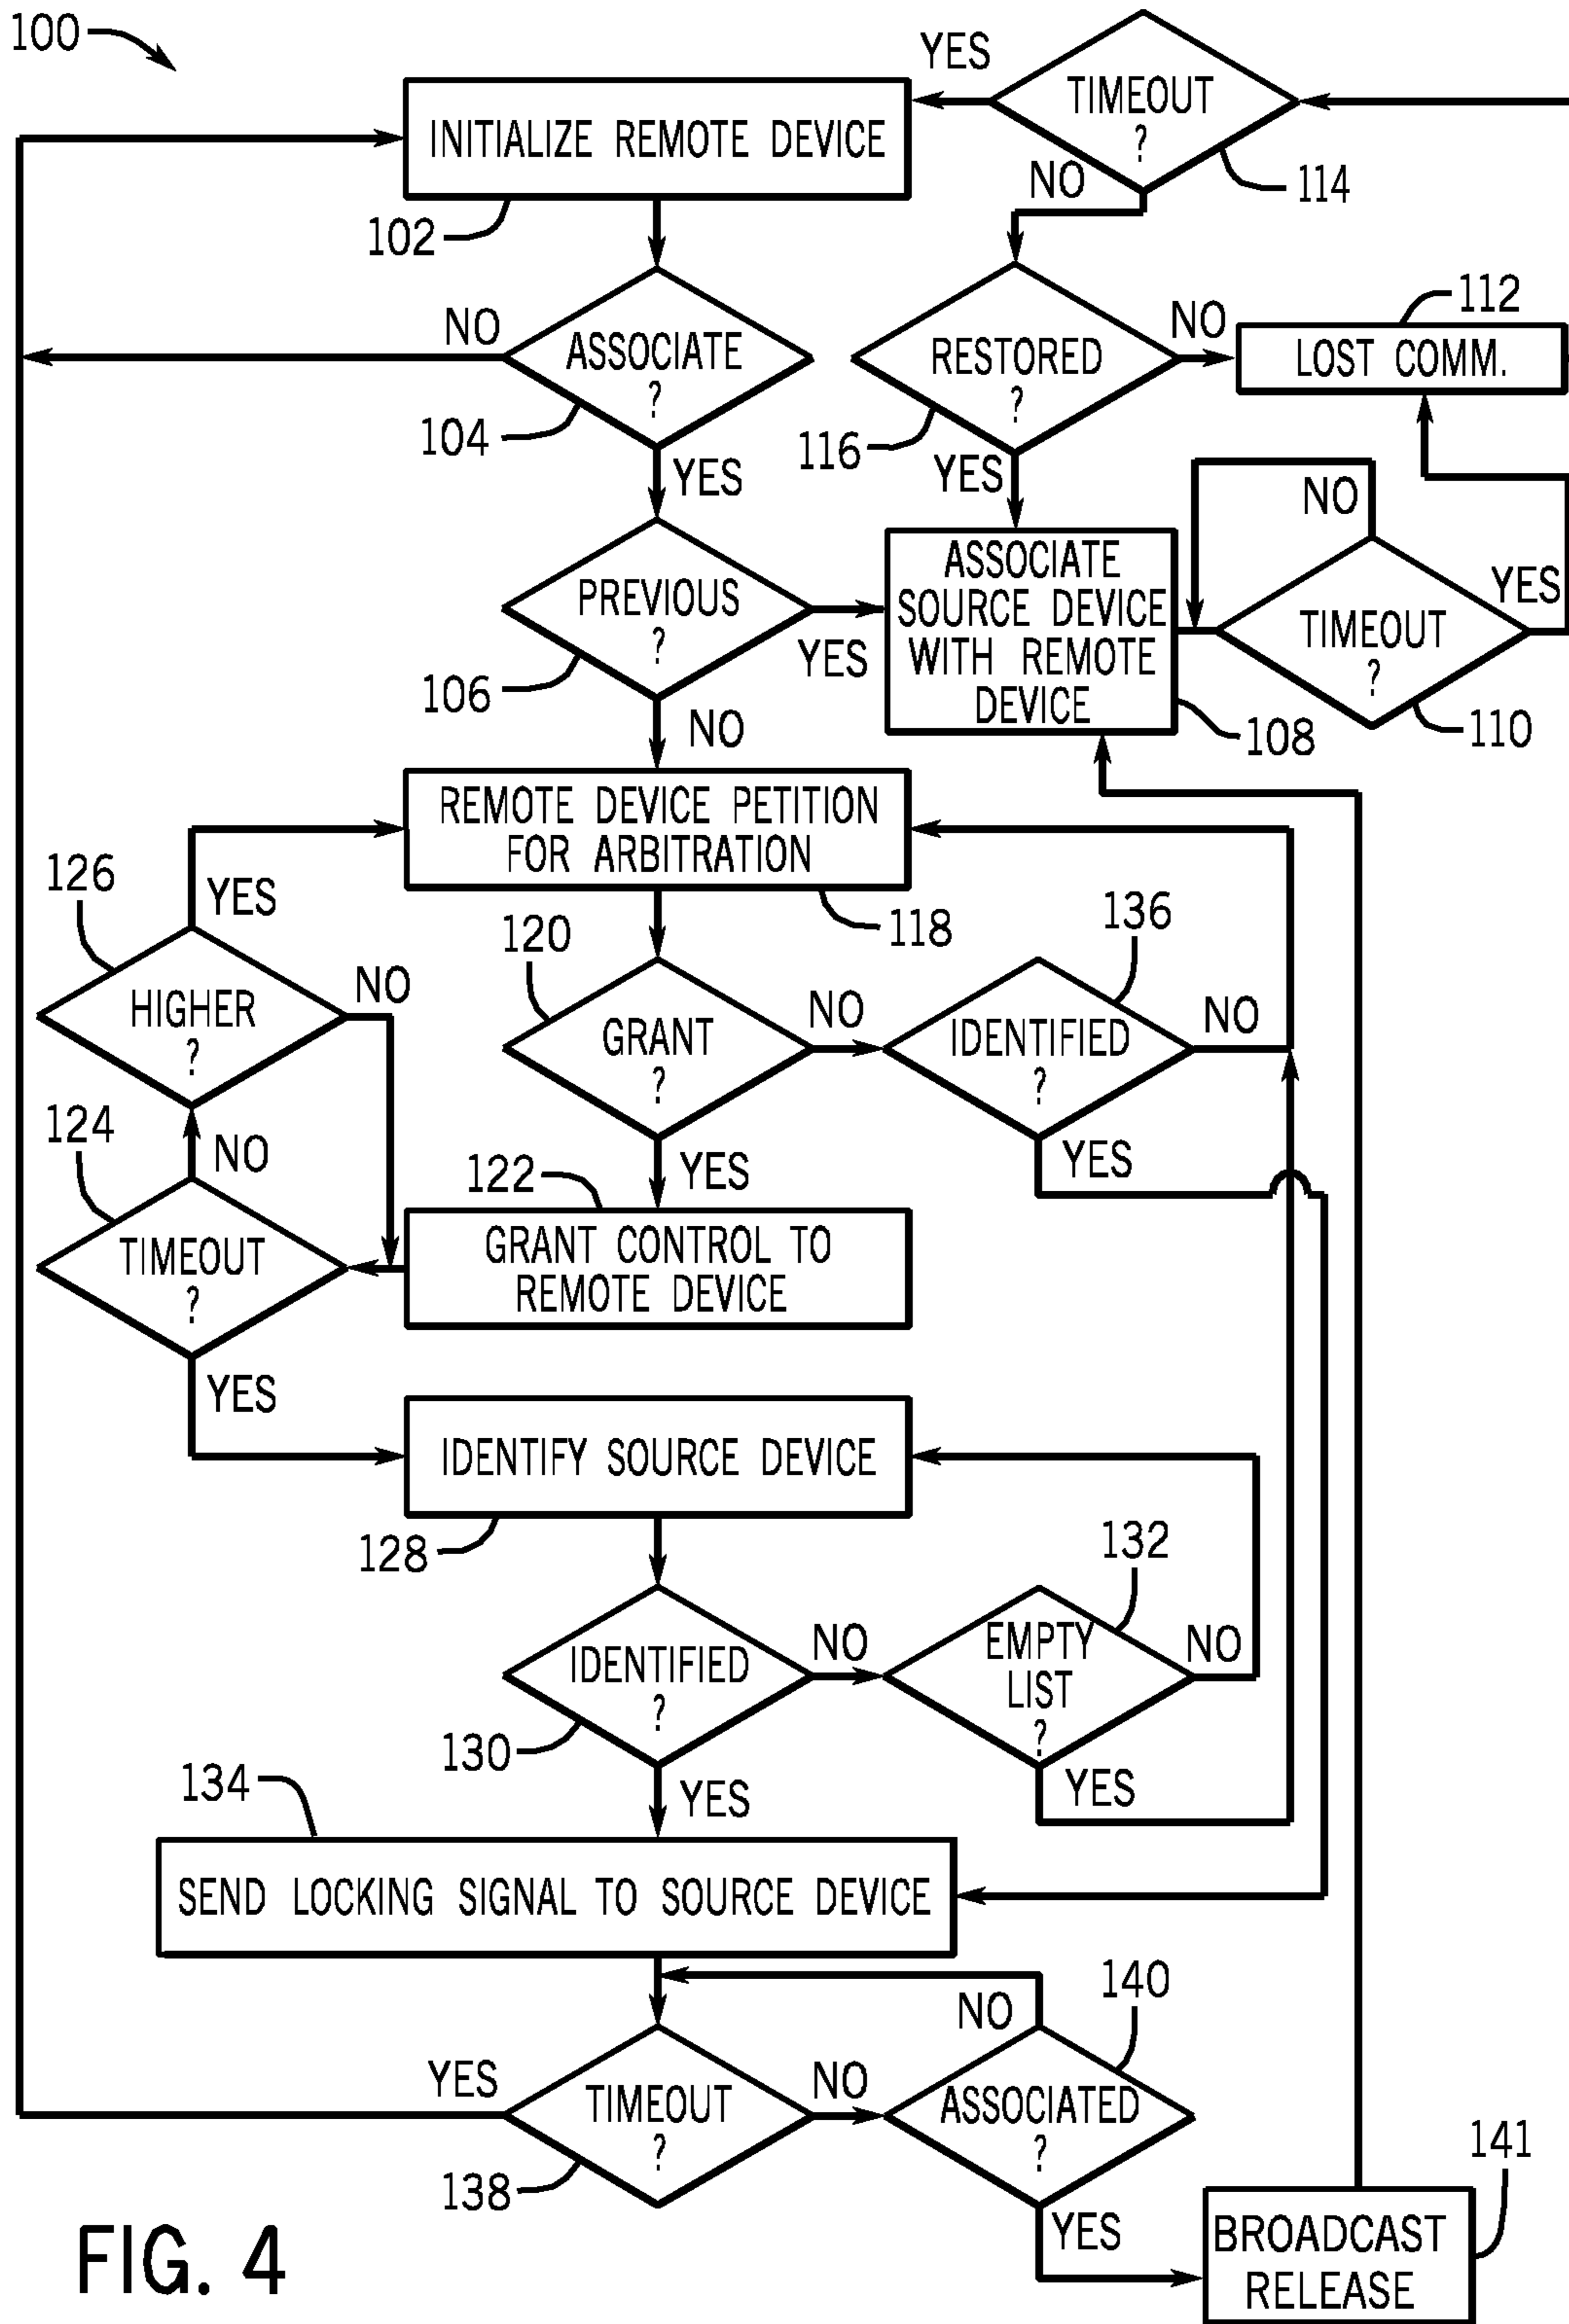 100
YES
TIMEOUT
?
INITIALIZE REMOTE DEVICE
NO
114
102
NO
ASSOCIATE
?
104
RESTORED
?
NO
112
LOST COMM.
116
YES
YES
NO
PREVIOUS
?
YES
106
ASSOCIATE
SOURCE DEVICE
WITH REMOTE
DEVICE
TIMEOUT
?
YES
108
110
NO
REMOTE DEVICE PETITION
FOR ARBITRATION
126
YES
118
120
136
HIGHER
?
NO
GRANT
?
NO
IDENTIFIED
?
NO
124
NO
122
YES
YES
TIMEOUT
?
GRANT CONTROL TO
REMOTE DEVICE
YES
IDENTIFY SOURCE DEVICE
128
132
IDENTIFIED
?
NO
EMPTY
LIST
?
NO
130
134
YES
YES
SEND LOCKING SIGNAL TO SOURCE DEVICE
140
NO
YES
TIMEOUT
?
NO
ASSOCIATED
?
138
141
YES
BROADCAST
RELEASE
FIG. 4